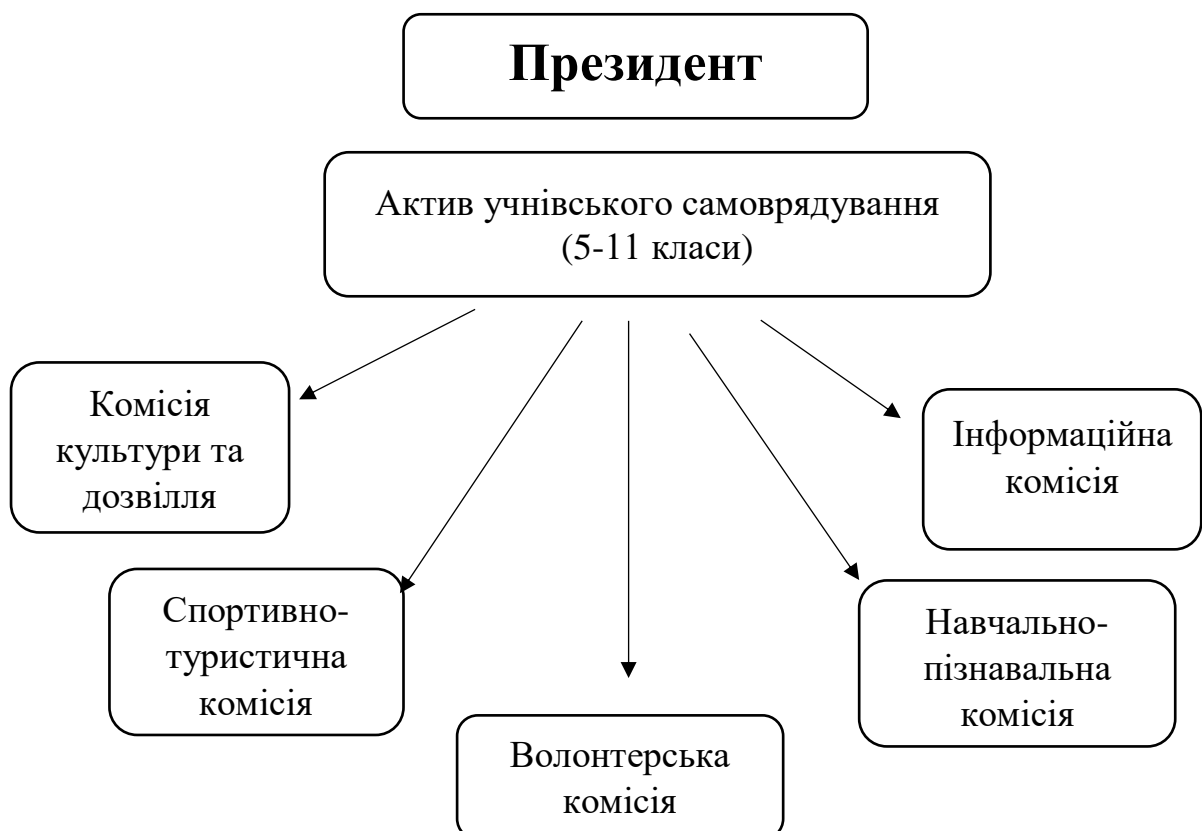 Президент
Актив учнівського самоврядування
(5-11 класи)
Комісія
культури та
дозвілля
Інформаційна
комісія
Спортивно-
туристична
комісія
Навчально-
пізнавальна
комісія
Волонтерська
комісія